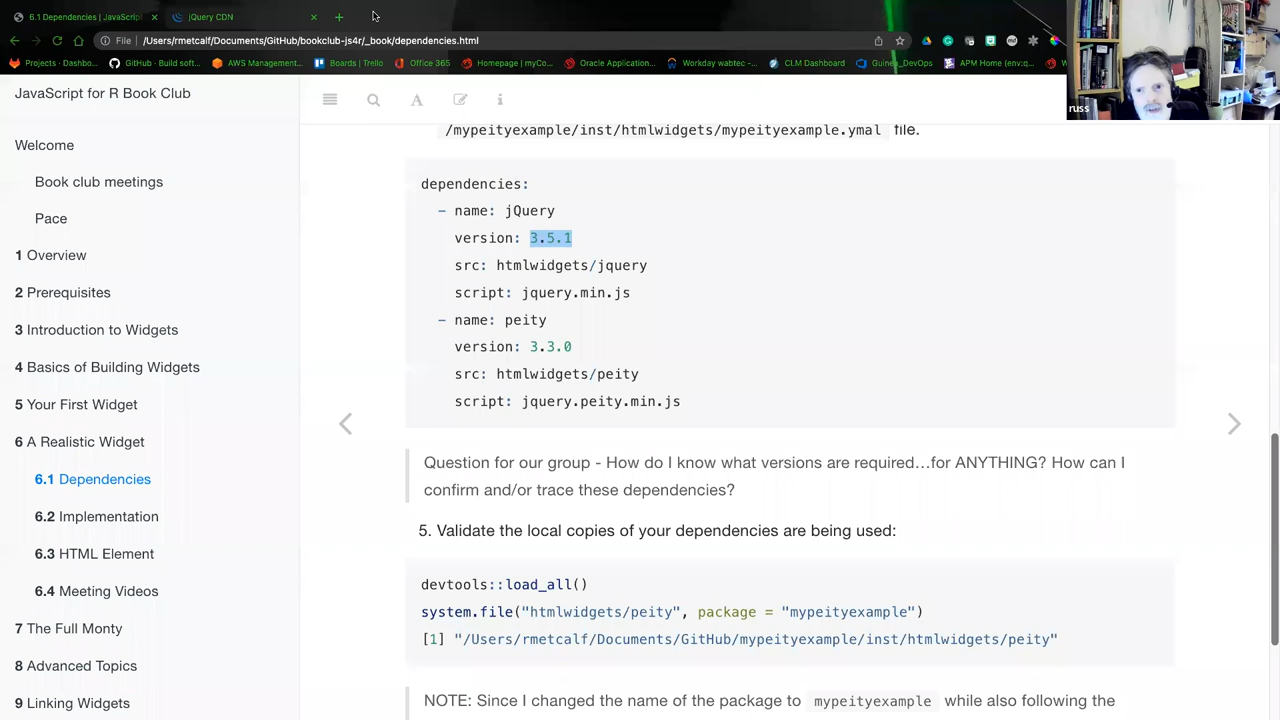 6.1 Dependencies | JavaScript
jQuery CDN
File
/Users/rmetcalf/Documents/GitHub/bookclub-js4r/_book/dependencies.html
Projects - Dashbo...
GitHub · Build soft...
AWS Management...
Boards | Trello
Office 365
Homepage | myCo...
Oracle Application...
Workday wabtec -...
CLM Dashboard
Guinea_DevOps
APM Home (env:q...
russ
JavaScript for R Book Club
Welcome
Book club meetings
Pace
1 Overview
2 Prerequisites
3 Introduction to Widgets
4 Basics of Building Widgets
5 Your First Widget
6 A Realistic Widget
6.1 Dependencies
6.2 Implementation
6.3 HTML Element
6.4 Meeting Videos
7 The Full Monty
8 Advanced Topics
9 Linking Widgets
/mypeityexample/inst/htmlwidgets/mypeityexample.ymal file.
dependencies:
- name: jQuery
version: 3.5.1
src: htmlwidgets/jquery
script: jquery.min.js
- name: peity
version: 3.3.0
src: htmlwidgets/peity
script: jquery.peity.min.js
Question for our group - How do I know what versions are required…for ANYTHING? How can I
confirm and/or trace these dependencies?
5. Validate the local copies of your dependencies are being used:
devtools::load_all()
system.file("htmlwidgets/peity", package = "mypeityexample")
[1] "/Users/rmetcalf/Documents/GitHub/mypeityexample/inst/htmlwidgets/peity"
NOTE: Since I changed the name of the package to mypeityexample while also following the